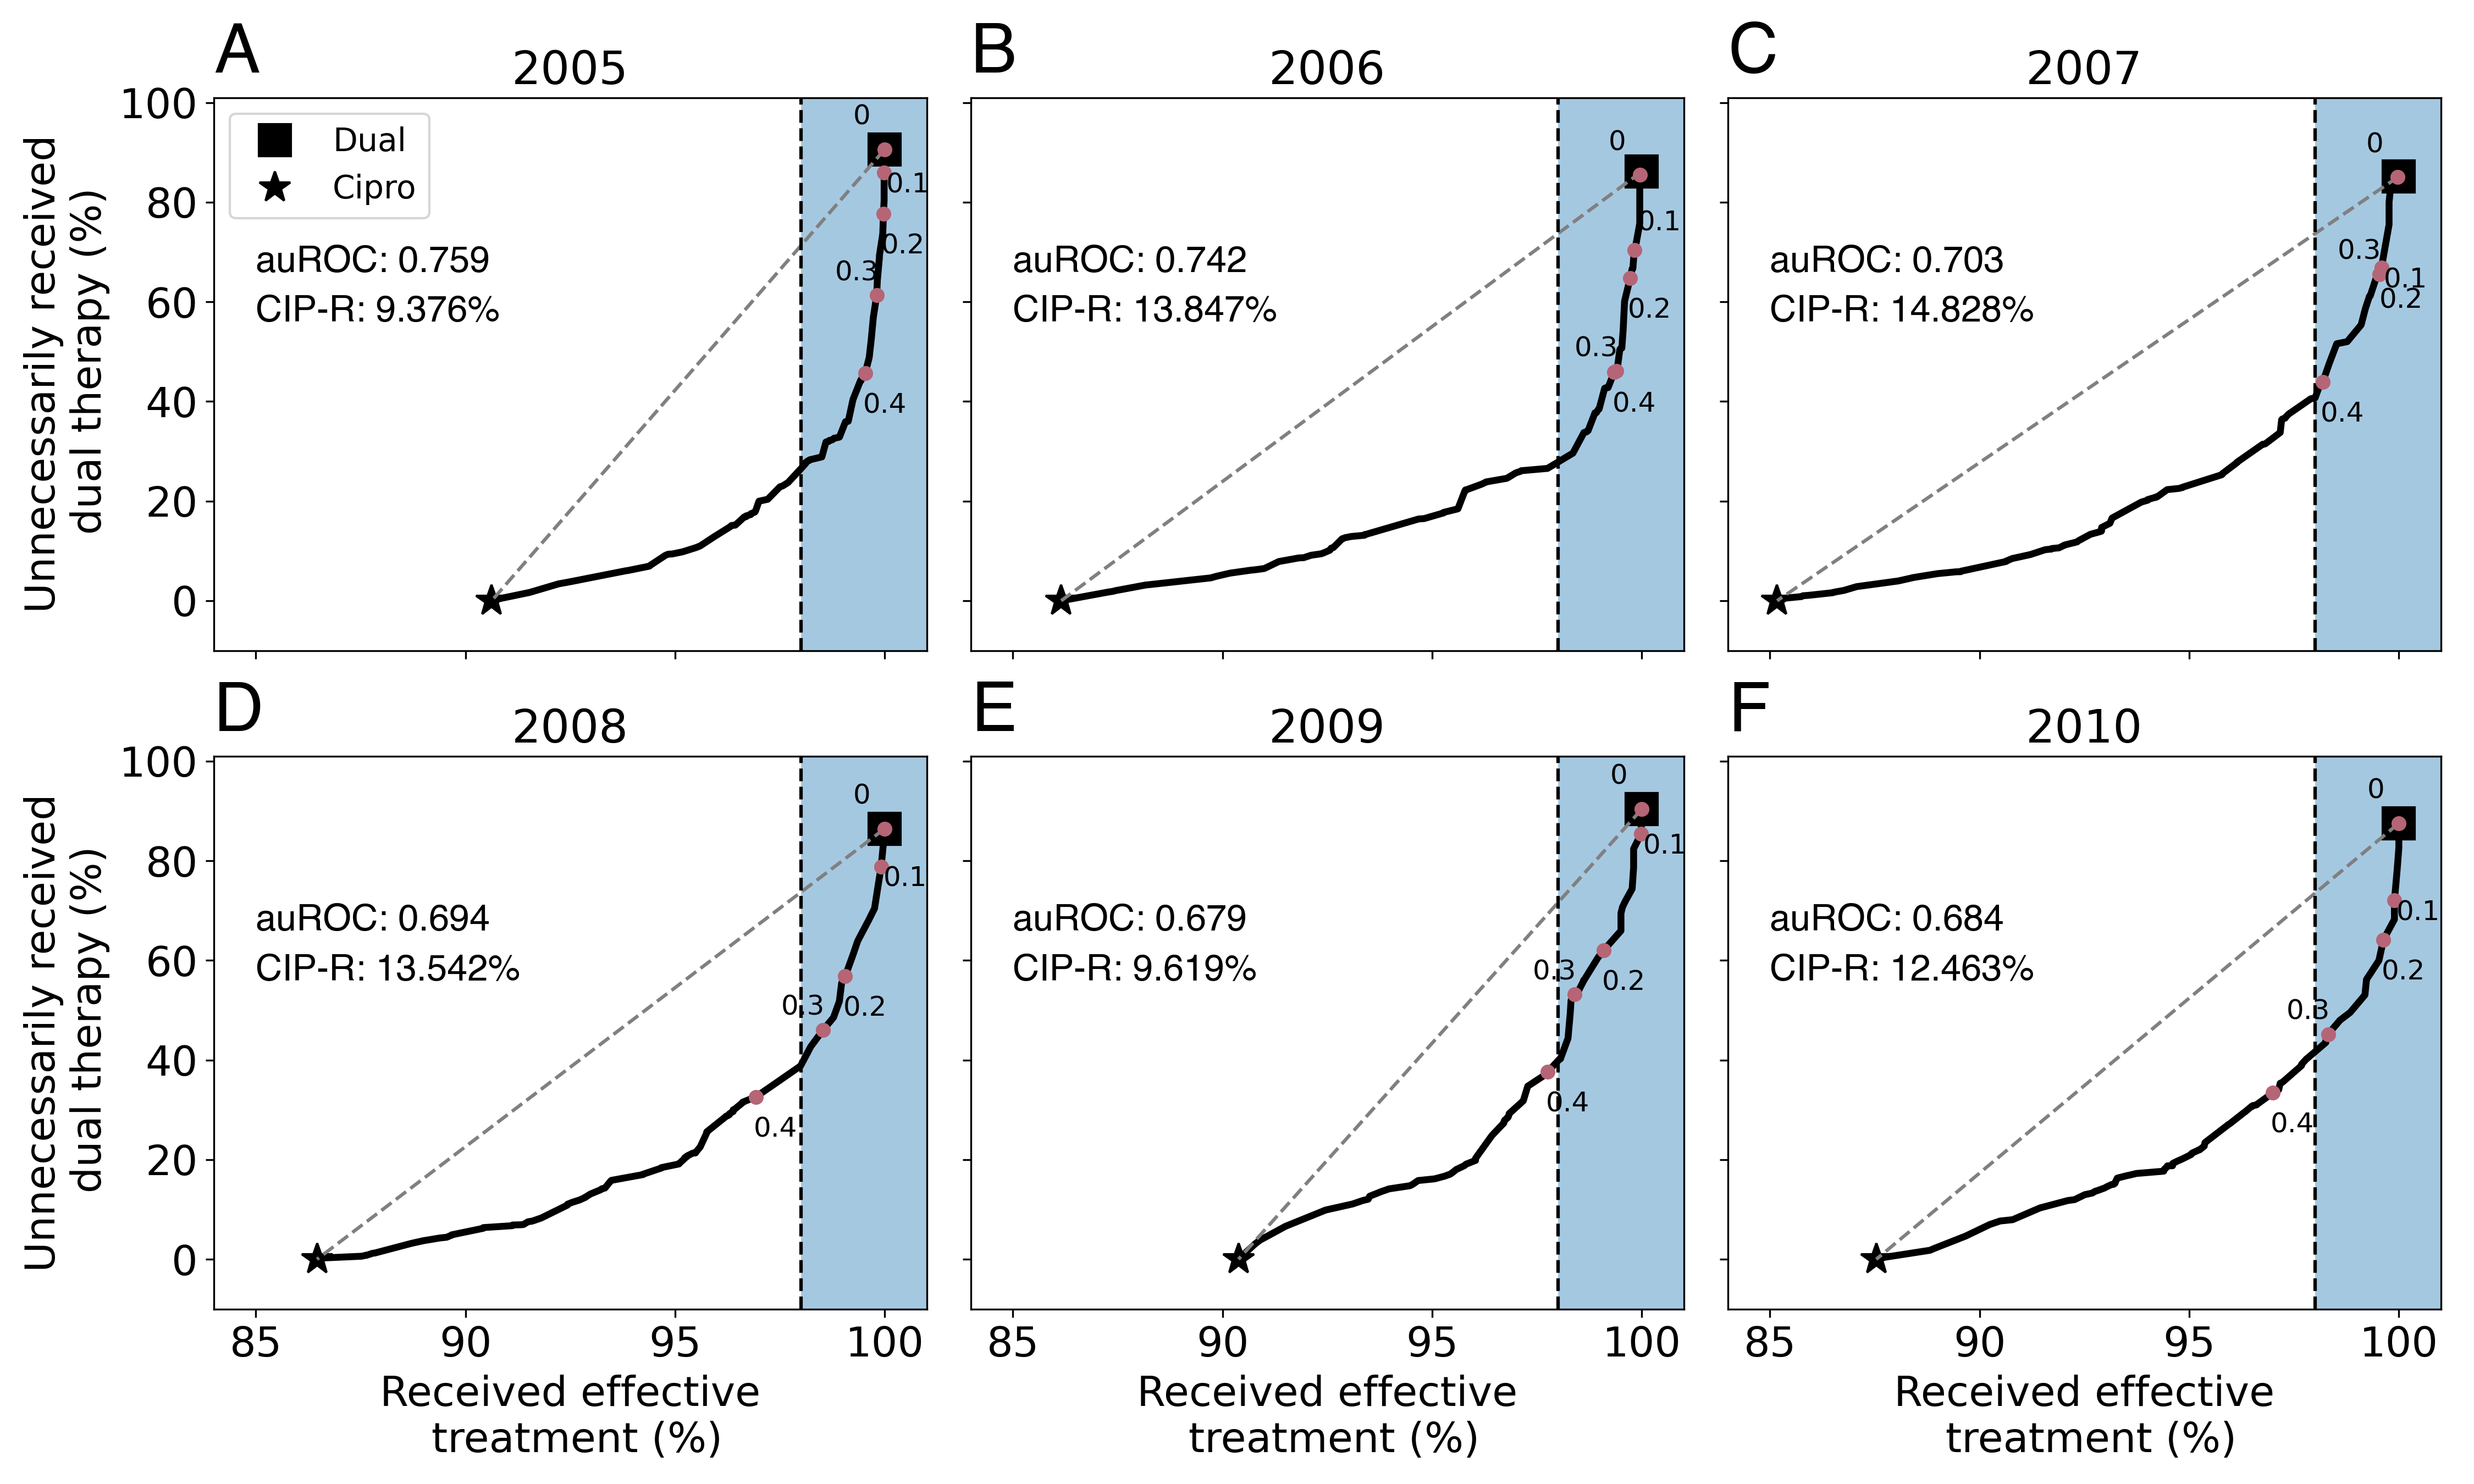 A
2005
B
2006
C
2007
Unnecessarily received
dual therapy (%)
100
80
60
40
20
0
Dual
Cipro
auROC: 0.759
CIP-R: 9.376%
0
0.1
0.2
0.3
0.4
auROC: 0.742
CIP-R: 13.847%
0
0.1
0.2
0.3
0.4
auROC: 0.703
CIP-R: 14.828%
0
0.3
0.1
0.2
0.4
D
2008
E
2009
F
2010
Unnecessarily received
dual therapy (%)
100
80
60
40
20
0
auROC: 0.694
CIP-R: 13.542%
0
0.1
0.3
0.2
0.4
auROC: 0.679
CIP-R: 9.619%
0
0.1
0.3
0.2
0.4
auROC: 0.684
CIP-R: 12.463%
0
0.1
0.2
0.3
0.4
85 90 95 100
85 90 95 100
85 90 95 100
Received effective
treatment (%)
Received effective
treatment (%)
Received effective
treatment (%)